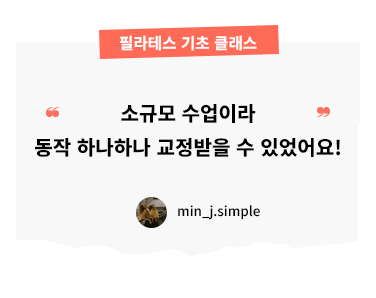 필라테스 기초 클래스
❝ ❞
소규모 수업이라
동작 하나하나 교정받을 수 있었어요!
min_j.simple